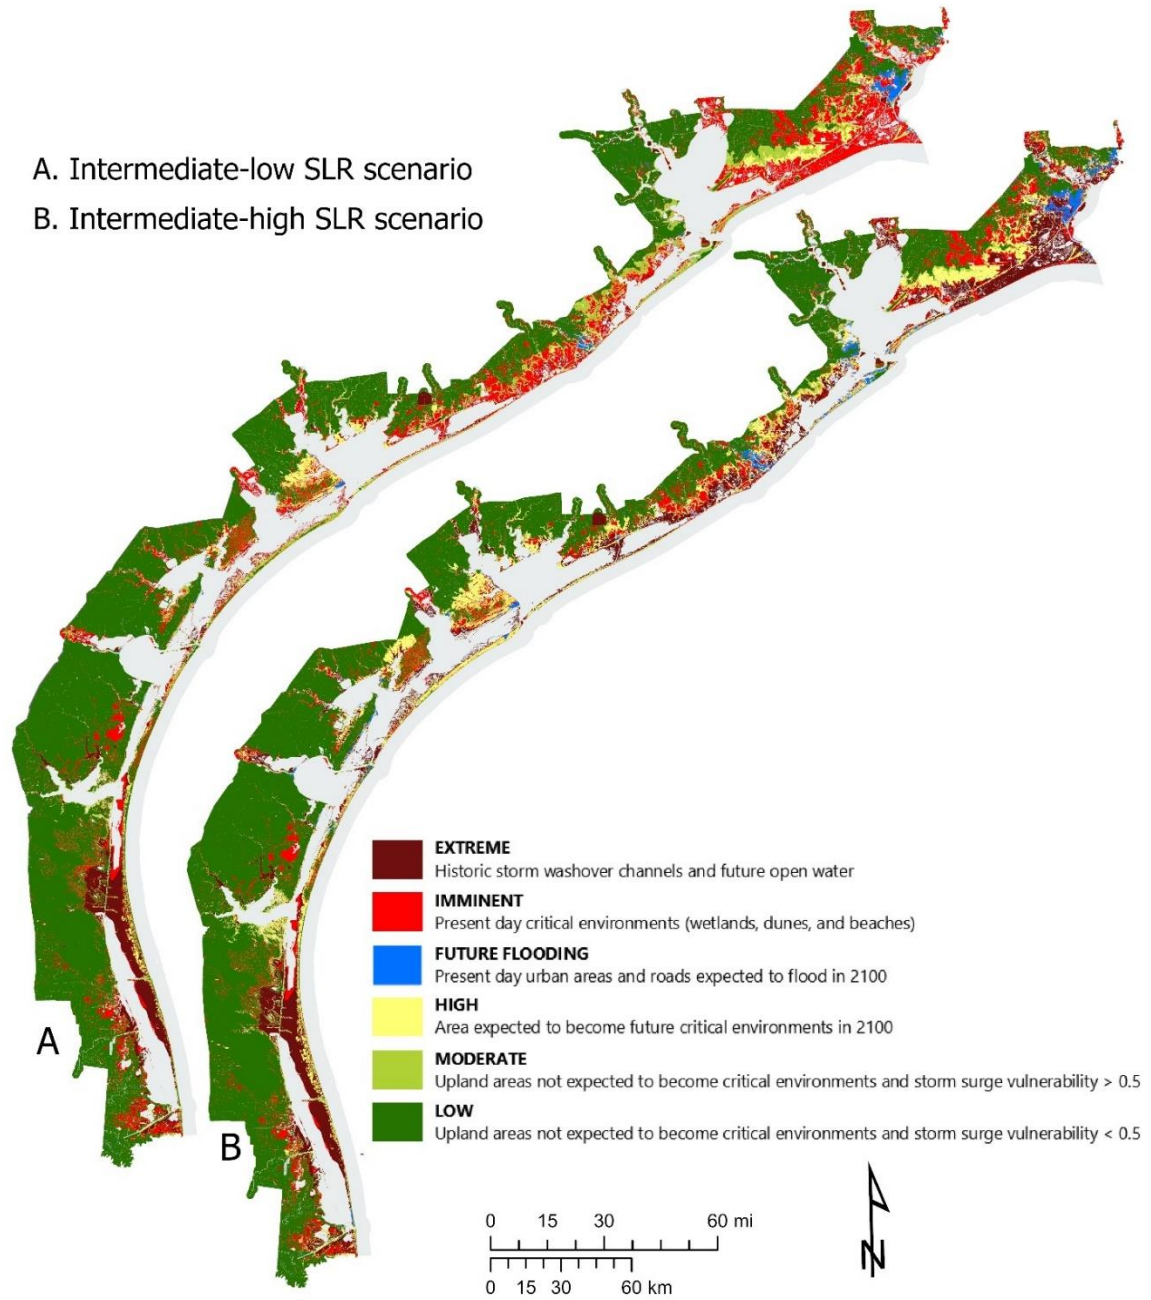 A. Intermediate-low SLR scenario
B. Intermediate-high SLR scenario
EXTREME
Historic storm washover channels and future open water
IMMINENT
Present day critical environments (wetlands, dunes, and beaches)
FUTURE FLOODING
Present day urban areas and roads expected to flood in 2100
HIGH
Area expected to become future critical environments in 2100
MODERATE
Upland areas not expected to become critical environments and storm surge vulnerability > 0.5
LOW
Upland areas not expected to become critical environments and storm surge vulnerability < 0.5
A
B
0 15 30 60 mi
0 15 30 60 km
N